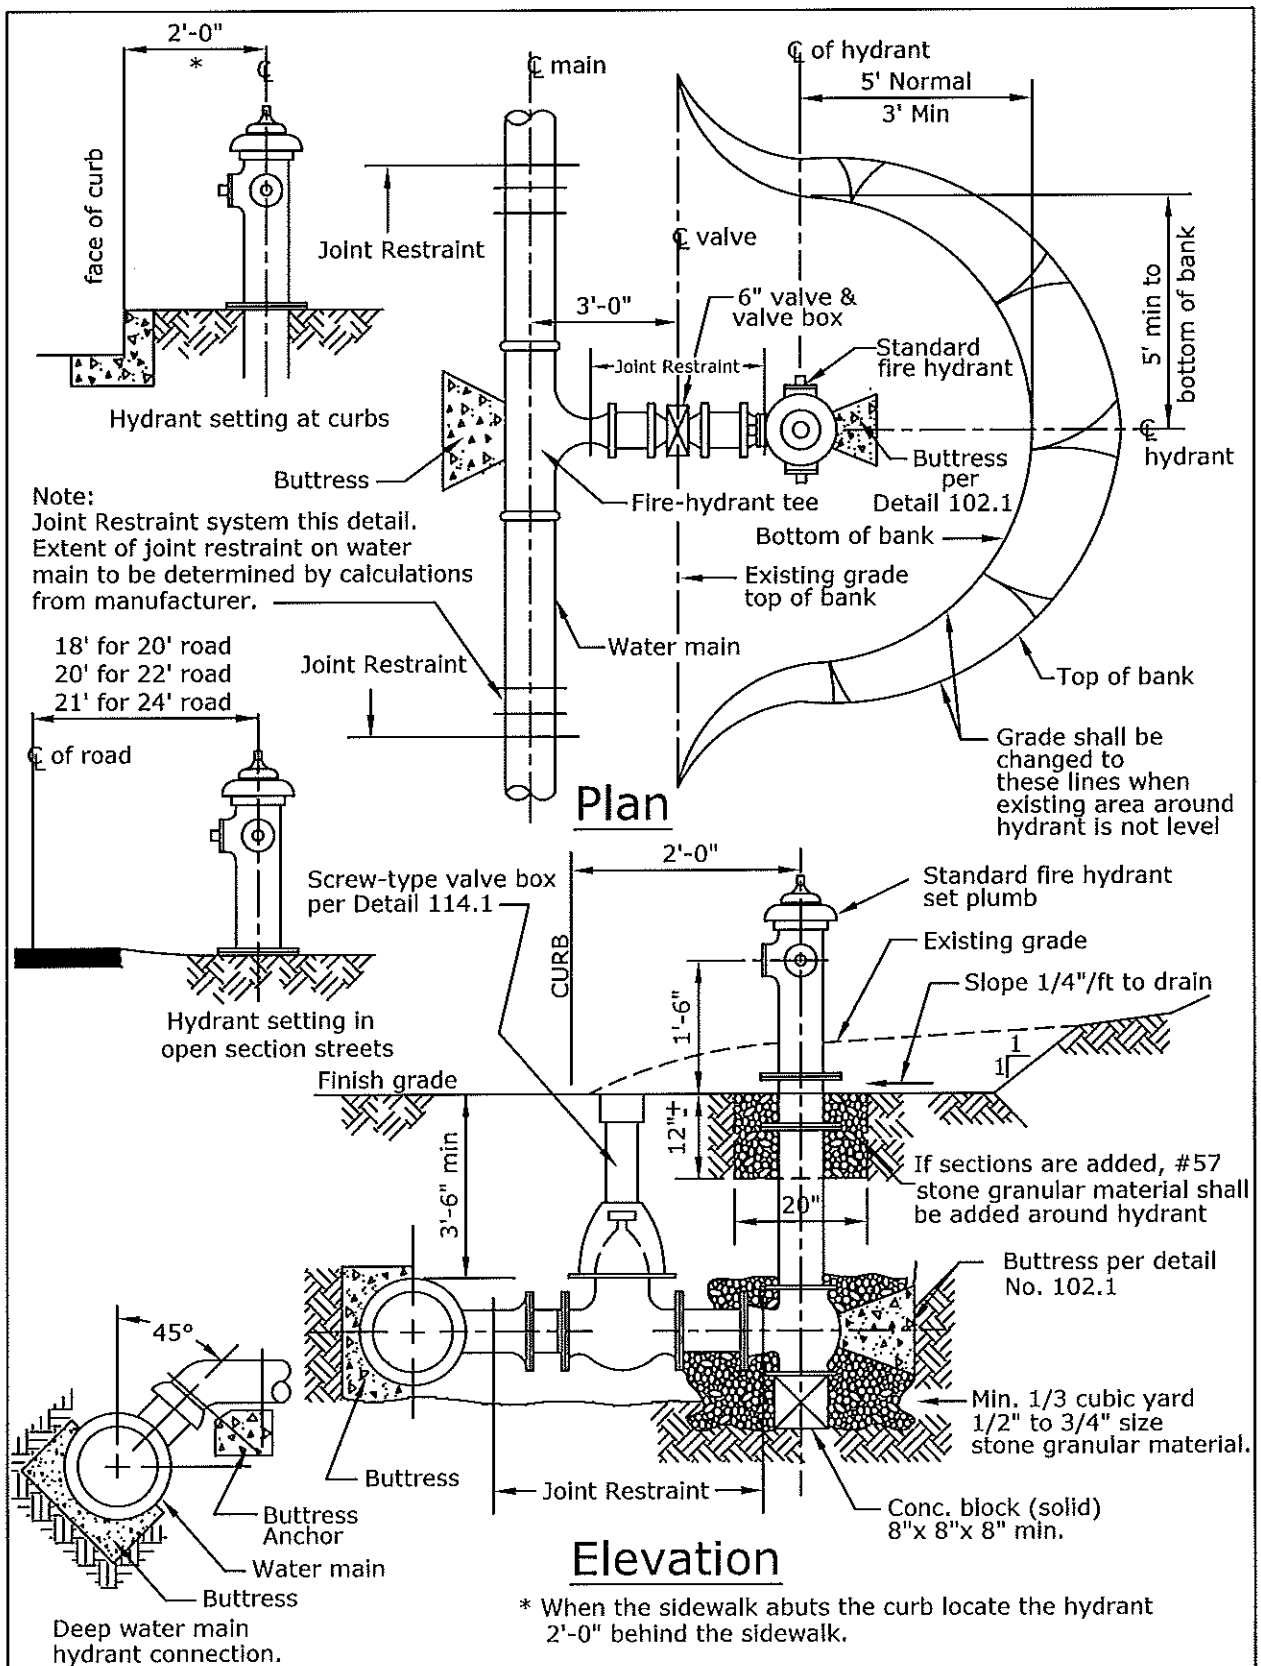 2'-0"
*
℄
face of curb
Hydrant setting at curbs
℄ main
℄ of hydrant
5' Normal
3' Min
Joint Restraint
℄ valve
3'-0"
6" valve &
valve box
Joint Restraint
Standard
fire hydrant
5' min to
bottom of bank
℄
hydrant
Buttress
Fire-hydrant tee
Buttress
per
Detail 102.1
Bottom of bank
Note:
Joint Restraint system this detail.
Extent of joint restraint on water
main to be determined by calculations
from manufacturer.
Existing grade
top of bank
Water main
Joint Restraint
Top of bank
Grade shall be
changed to
these lines when
existing area around
hydrant is not level
18' for 20' road
20' for 22' road
21' for 24' road
℄ of road
Hydrant setting in
open section streets
Plan
2'-0"
Screw-type valve box
per Detail 114.1
CURB
Standard fire hydrant
set plumb
Existing grade
Slope 1/4"/ft to drain
1'-6"
1
1
Finish grade
3'-6" min
12"±
20"
If sections are added, #57
stone granular material shall
be added around hydrant
Buttress per detail
No. 102.1
Min. 1/3 cubic yard
1/2" to 3/4" size
stone granular material.
Buttress
Joint Restraint
Conc. block (solid)
8"x 8"x 8" min.
45°
Buttress
Anchor
Water main
Buttress
Deep water main
hydrant connection.
Elevation
* When the sidewalk abuts the curb locate the hydrant
2'-0" behind the sidewalk.